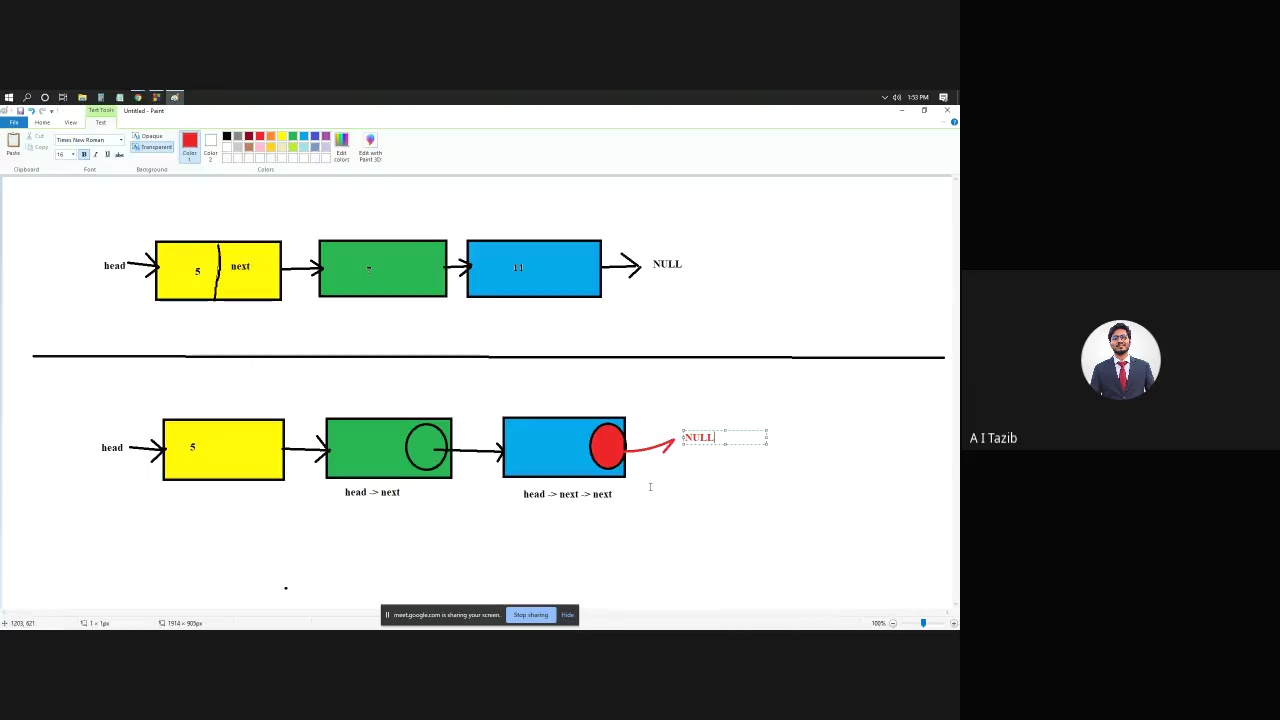 1:53 PM
Text Tools
Untitled - Paint
File
Home
View
Text
Paste
Cut
Copy
Times New Roman
16
B
I
U
abc
Opaque
Transparent
Color 1
Color 2
Edit colors
Edit with Paint 3D
Clipboard
Font
Background
Colors
head
5
next
7
11
NULL
head
5
NULL
head -> next
head -> next -> next
meet.google.com is sharing your screen.
Stop sharing
Hide
1203, 621
1 × 1px
1914 × 905px
100%
A I Tazib